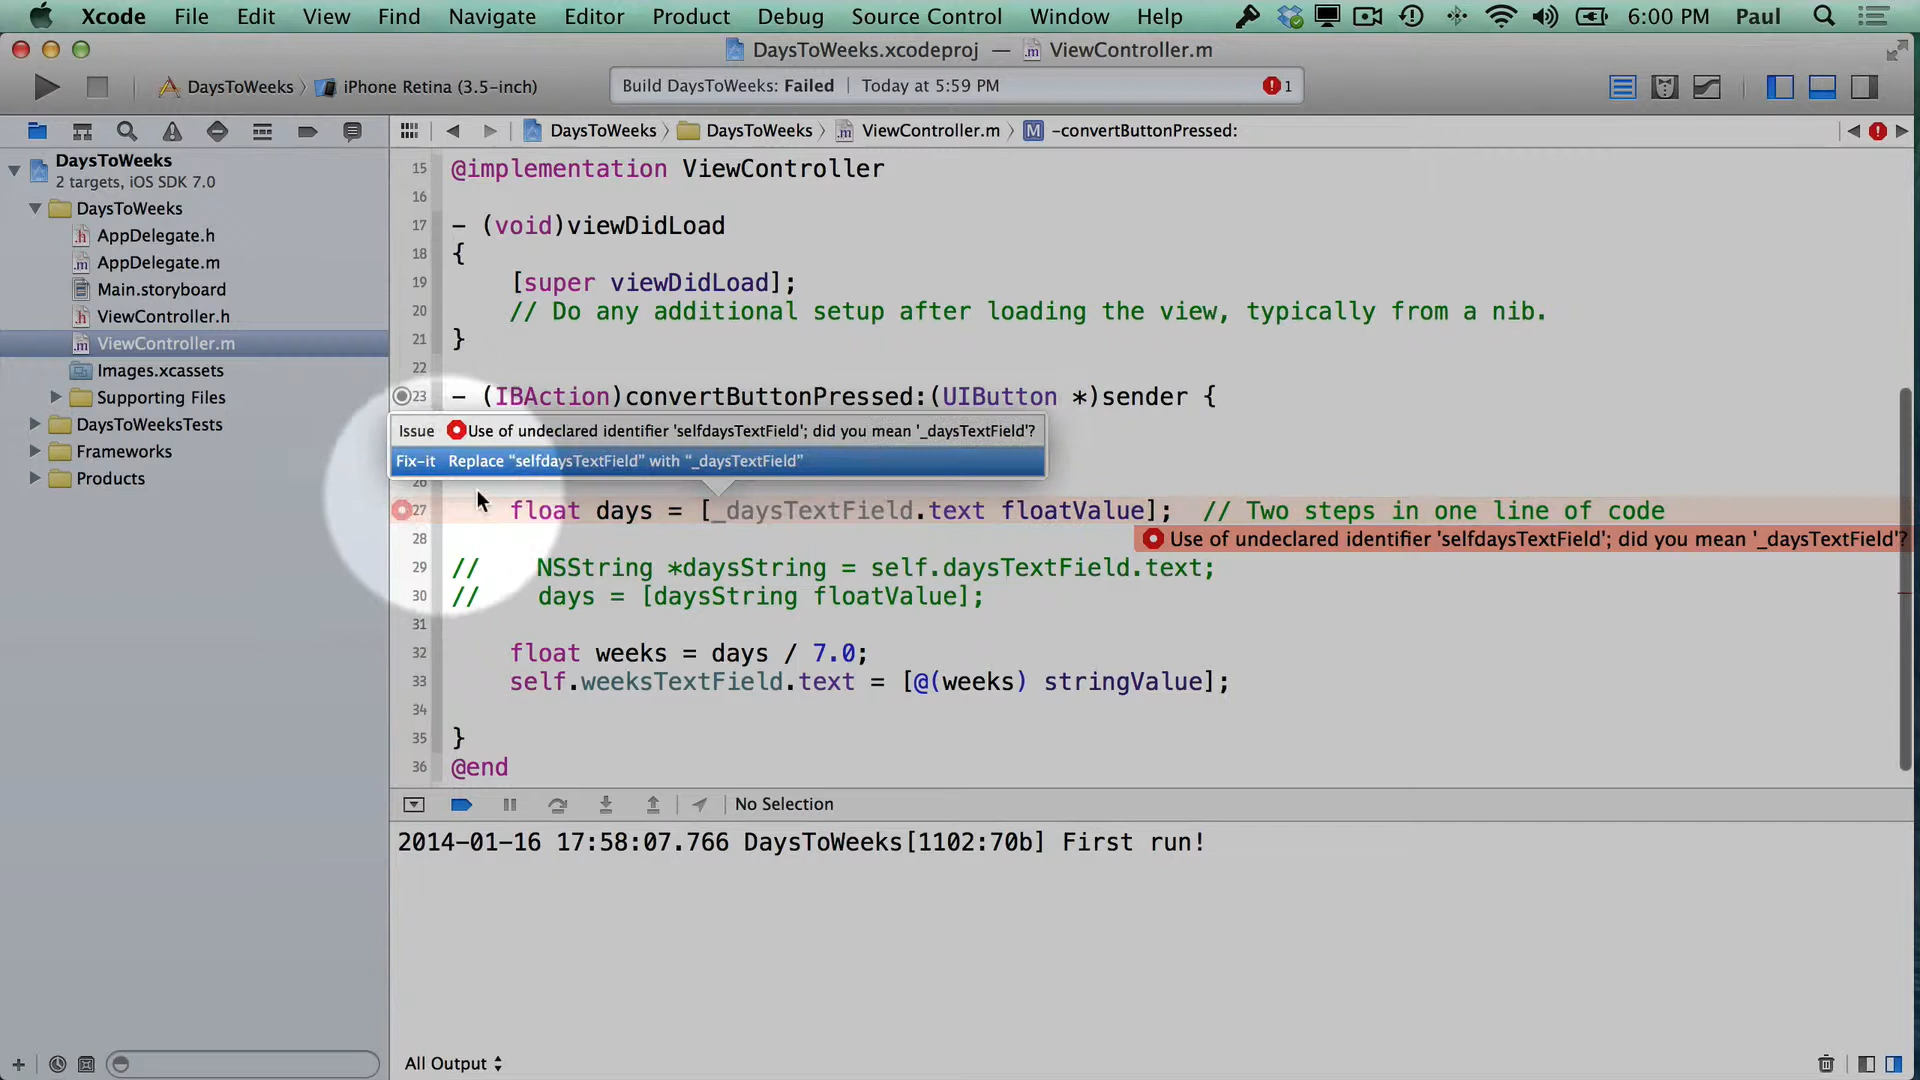 Xcode File Edit View Find Navigate Editor Product Debug Source Control Window Help 6:00 PM Paul
DaysToWeeks.xcodeproj — ViewController.m
DaysToWeeks iPhone Retina (3.5-inch) Build DaysToWeeks: Failed Today at 5:59 PM 1
DaysToWeeks DaysToWeeks ViewController.m M -convertButtonPressed:
DaysToWeeks
2 targets, iOS SDK 7.0
DaysToWeeks
AppDelegate.h
AppDelegate.m
Main.storyboard
ViewController.h
ViewController.m
Images.xcassets
Supporting Files
DaysToWeeksTests
Frameworks
Products
15 @implementation ViewController
16
17 - (void)viewDidLoad
18 {
19 [super viewDidLoad];
20 // Do any additional setup after loading the view, typically from a nib.
21 }
22
23 - (IBAction)convertButtonPressed:(UIButton *)sender {
Issue Use of undeclared identifier 'selfdaysTextField'; did you mean '_daysTextField'?
Fix-it Replace "selfdaysTextField" with "_daysTextField"
26
27 float days = [_daysTextField.text floatValue]; // Two steps in one line of code
28 Use of undeclared identifier 'selfdaysTextField'; did you mean '_daysTextField'?
29 // NSString *daysString = self.daysTextField.text;
30 // days = [daysString floatValue];
31
32 float weeks = days / 7.0;
33 self.weeksTextField.text = [@(weeks) stringValue];
34
35 }
36 @end
No Selection
2014-01-16 17:58:07.766 DaysToWeeks[1102:70b] First run!
All Output